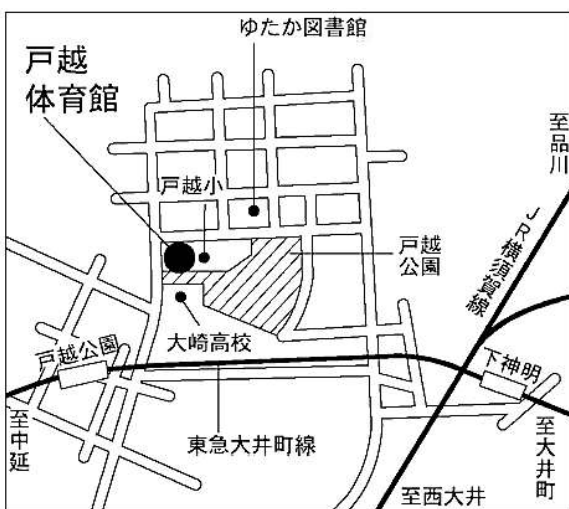 ゆたか図書館
戸越
体育館
至品川
戸越小
JR横須賀線
戸越
公園
大崎高校
戸越公園
下神明
至中延
東急大井町線
至大井町
至西大井